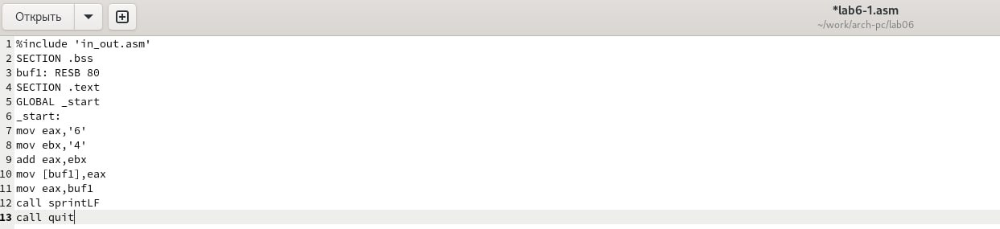 Открыть
*lab6-1.asm
~/work/arch-pc/lab06
1 %include 'in_out.asm'
2 SECTION .bss
3 buf1: RESB 80
4 SECTION .text
5 GLOBAL _start
6 _start:
7 mov eax,'6'
8 mov ebx,'4'
9 add eax,ebx
10 mov [buf1],eax
11 mov eax,buf1
12 call sprintLF
13 call quit